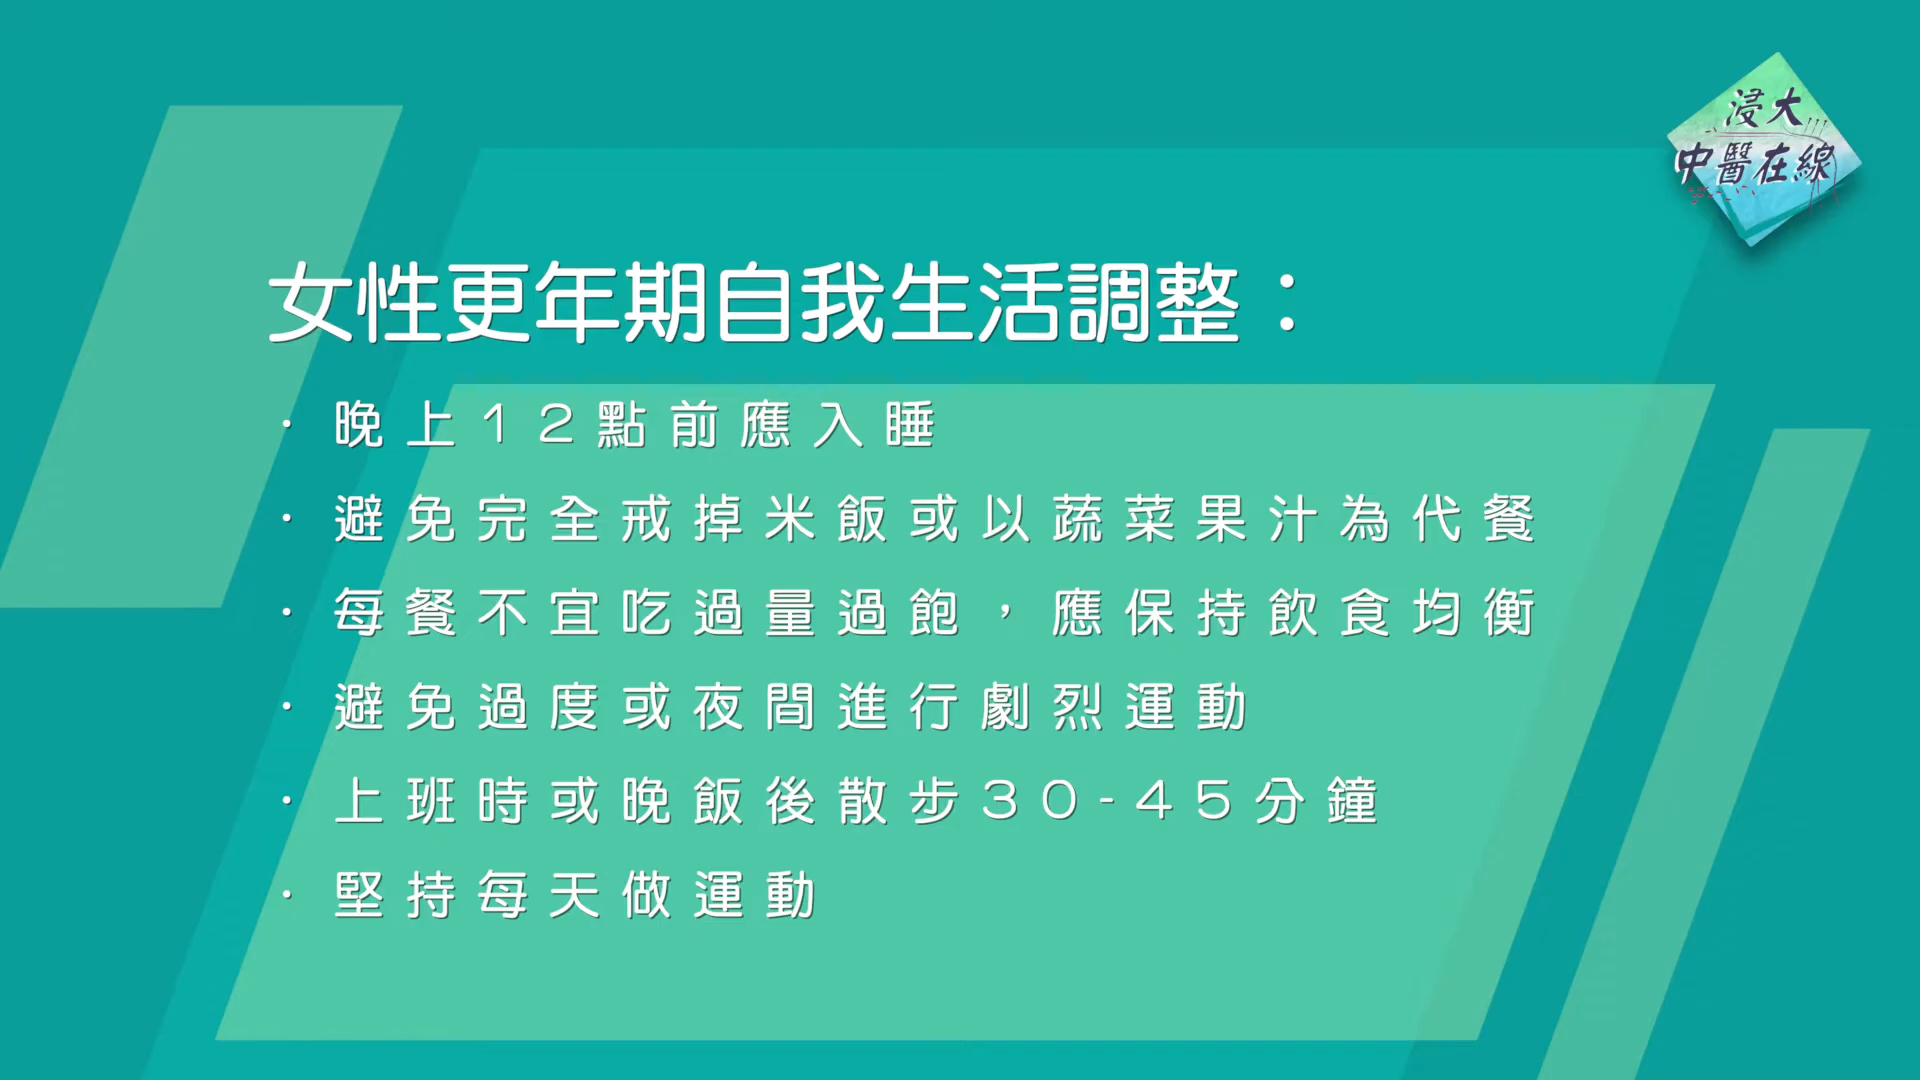 浸大
中醫在線
女性更年期自我生活調整：
· 晚上12點前應入睡
· 避免完全戒掉米飯或以蔬菜果汁為代餐
· 每餐不宜吃過量過飽，應保持飲食均衡
· 避免過度或夜間進行劇烈運動
· 上班時或晚飯後散步30-45分鐘
· 堅持每天做運動